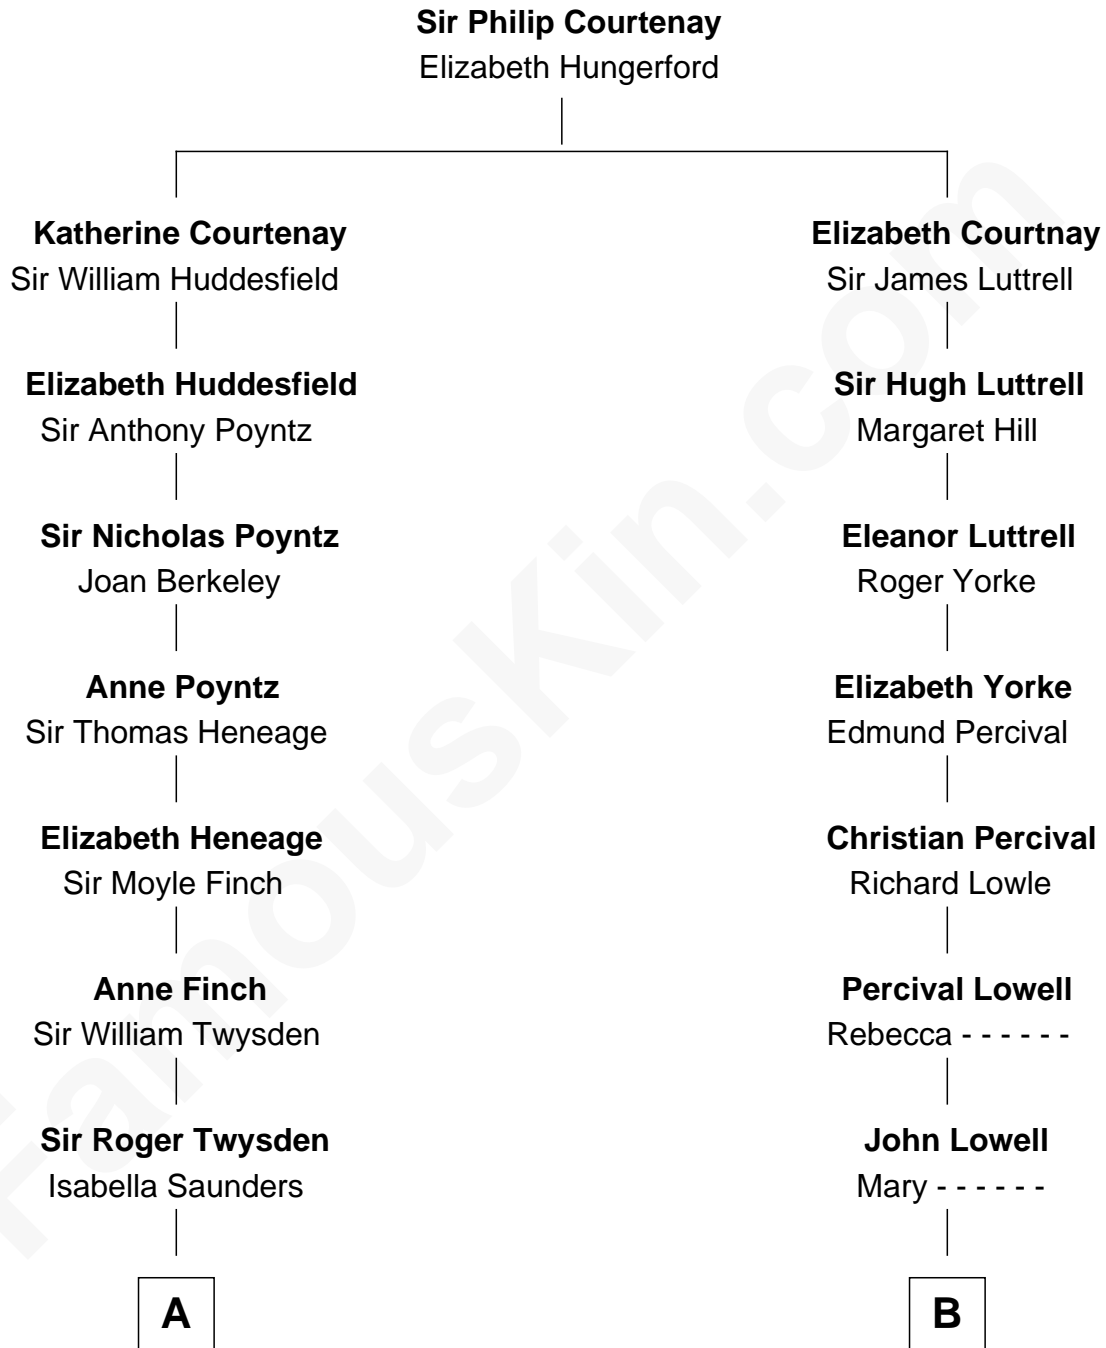 Sir Philip Courtenay
Elizabeth Hungerford
Katherine Courtenay
Sir William Huddesfield
Elizabeth Courtnay
Sir James Luttrell
Elizabeth Huddesfield
Sir Anthony Poyntz
Sir Hugh Luttrell
Margaret Hill
Sir Nicholas Poyntz
Joan Berkeley
Eleanor Luttrell
Roger Yorke
Anne Poyntz
Sir Thomas Heneage
Elizabeth Yorke
Edmund Percival
Elizabeth Heneage
Sir Moyle Finch
Christian Percival
Richard Lowle
Anne Finch
Sir William Twysden
Percival Lowell
Rebecca - - - - - -
Sir Roger Twysden
Isabella Saunders
John Lowell
Mary - - - - - -
A
B
FamousKin.com